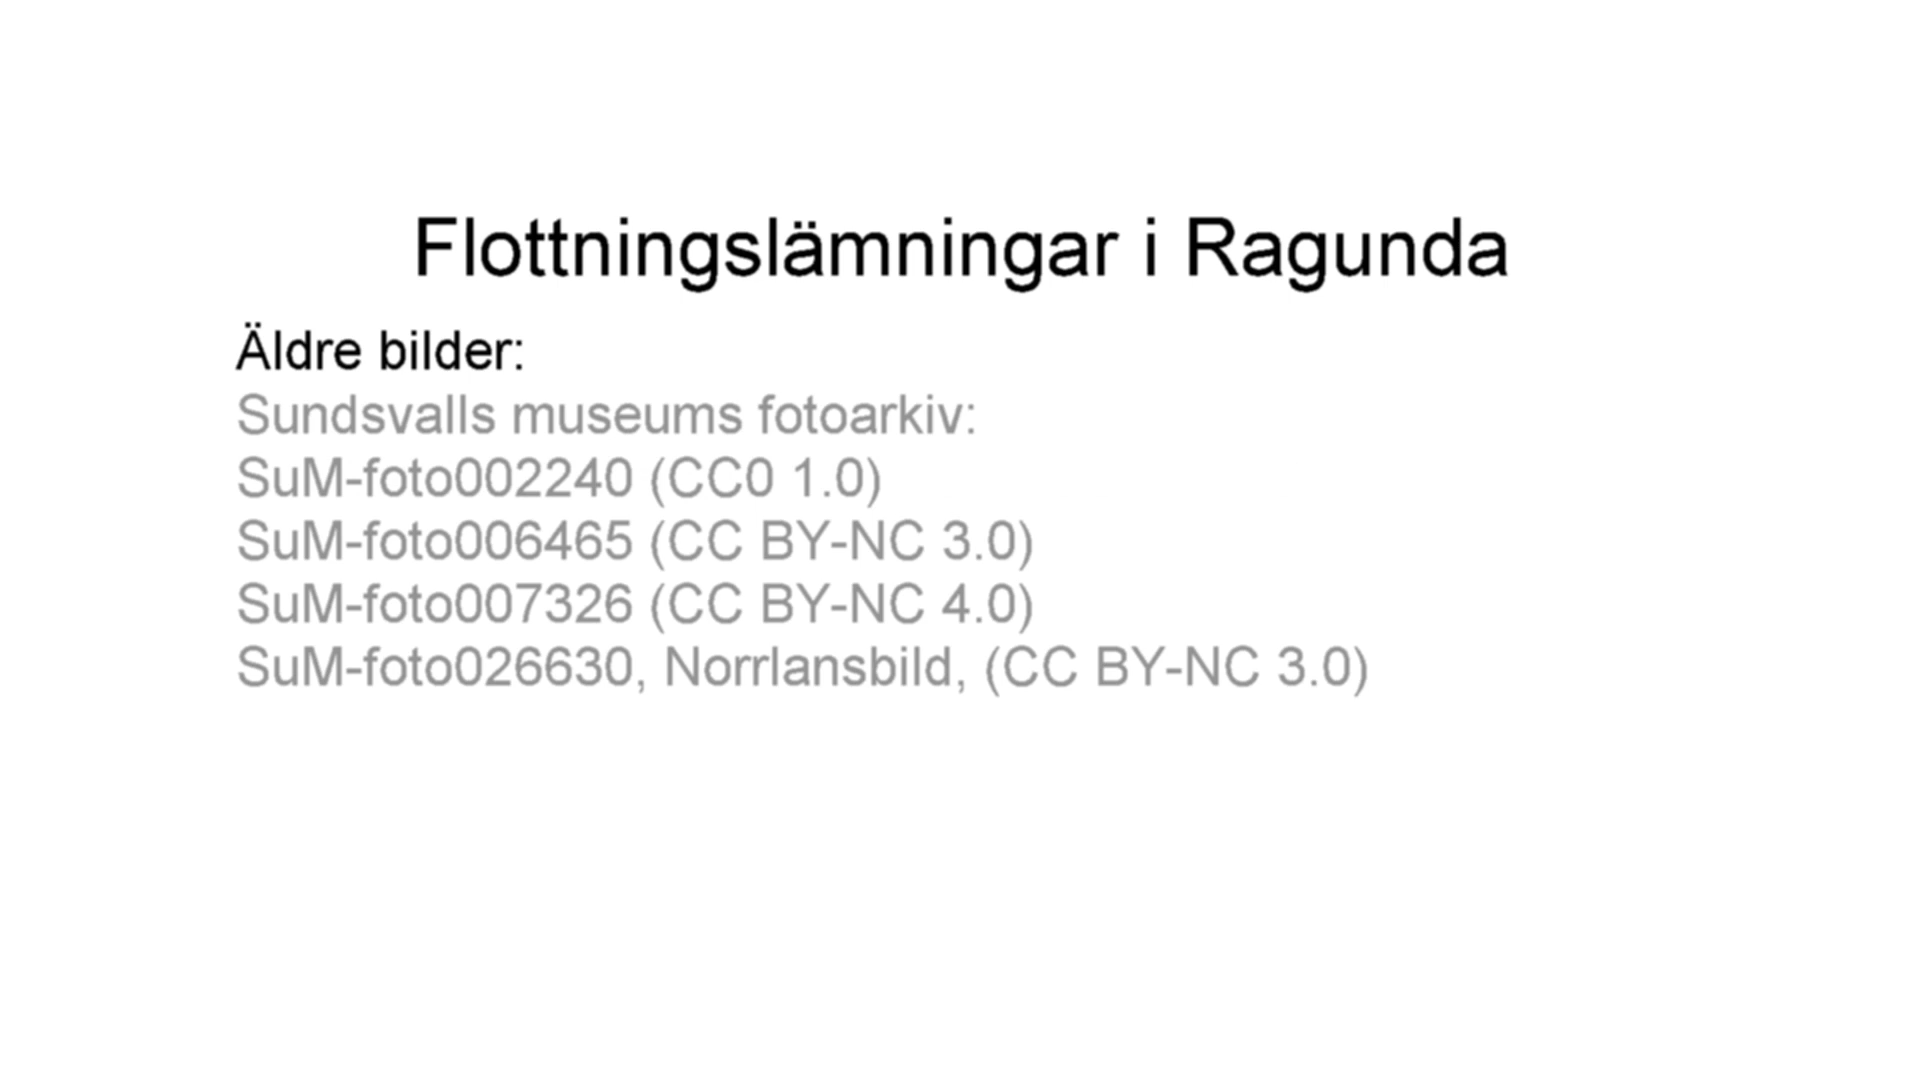 Flottningslämningar i Ragunda
Äldre bilder:
Sundsvalls museums fotoarkiv:
SuM-foto002240 (CC0 1.0)
SuM-foto006465 (CC BY-NC 3.0)
SuM-foto007326 (CC BY-NC 4.0)
SuM-foto026630, Norrlansbild, (CC BY-NC 3.0)